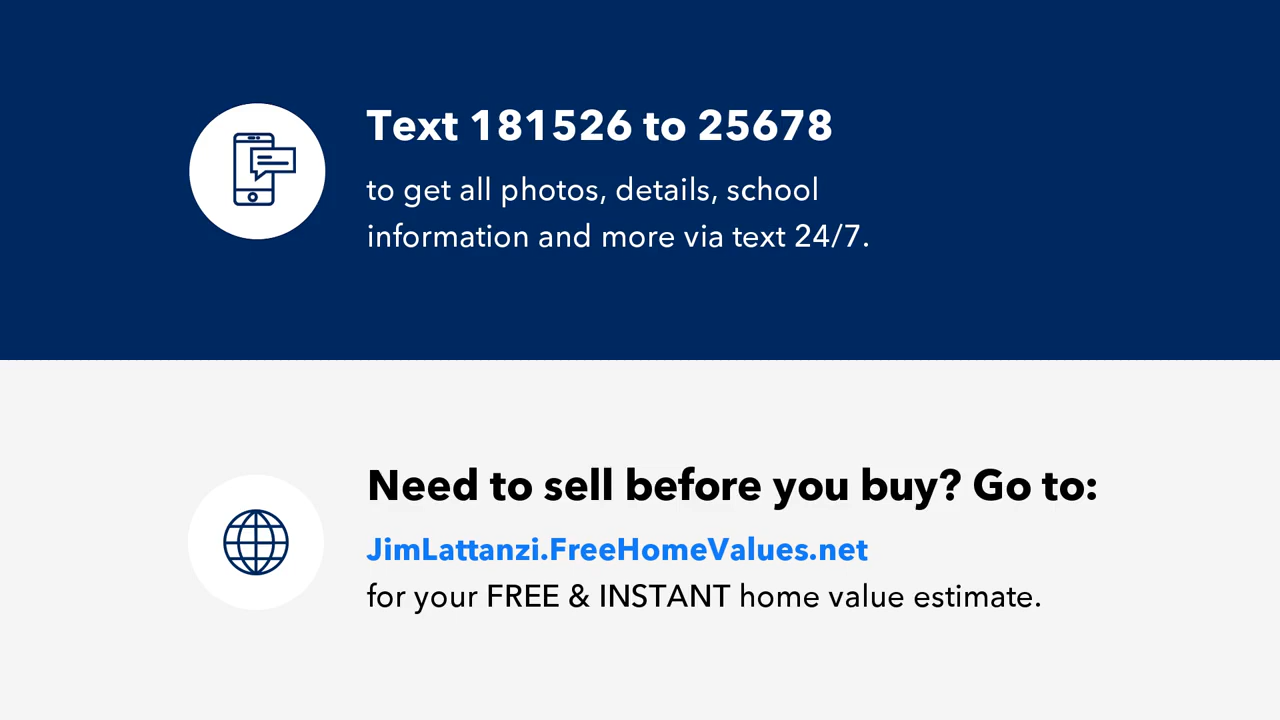 Text 181526 to 25678
to get all photos, details, school
information and more via text 24/7.
Need to sell before you buy? Go to:
JimLattanzi.FreeHomeValues.net
for your FREE & INSTANT home value estimate.